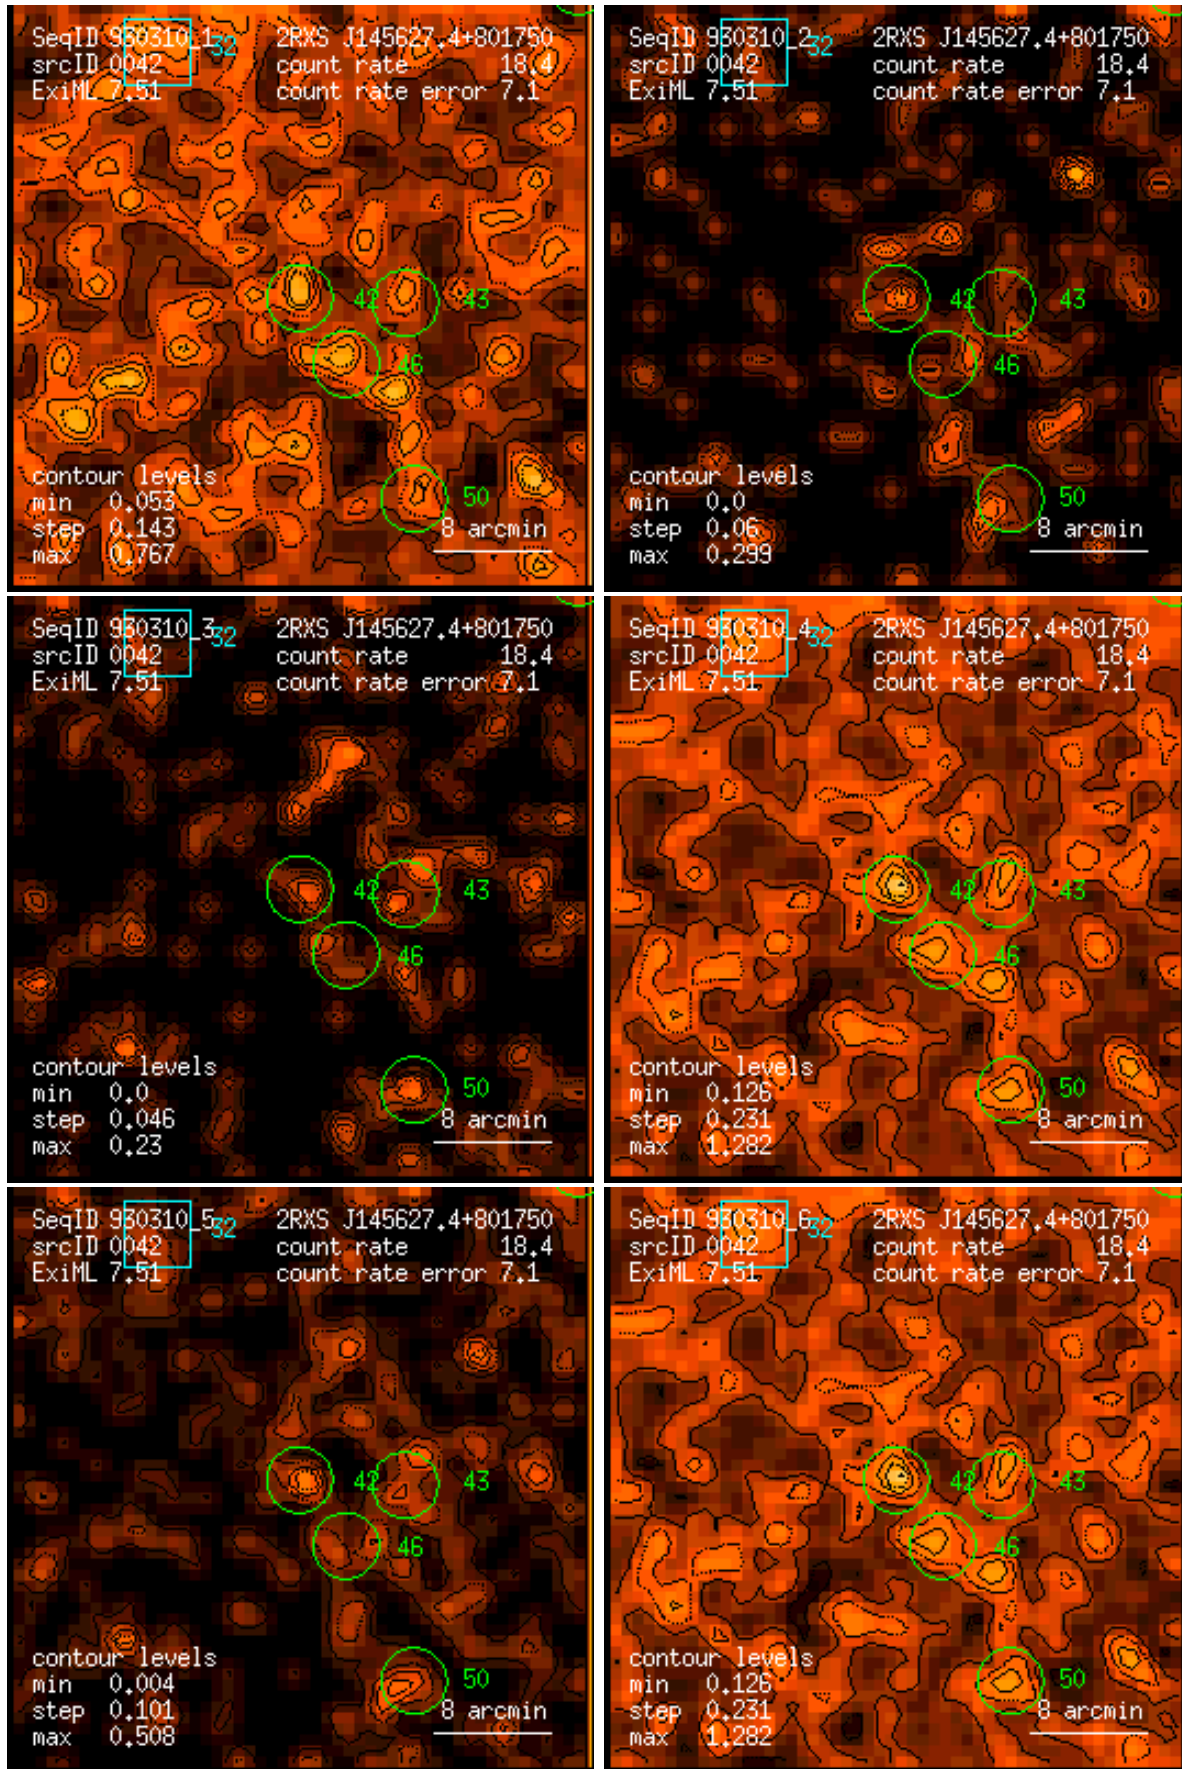 SeqID 930310_1 32 2RXS J145627.4+801750
srcID 0042 count rate 18.4
ExiML 7.51 count rate error 7.1
42 43
46
contour levels
min 0.053 50
step 0.143 8 arcmin
max 0.767
SeqID 930310_2 32 2RXS J145627.4+801750
srcID 0042 count rate 18.4
ExiML 7.51 count rate error 7.1
42 43
46
contour levels
min 0.0 50
step 0.06 8 arcmin
max 0.299
SeqID 930310_3 32 2RXS J145627.4+801750
srcID 0042 count rate 18.4
ExiML 7.51 count rate error 7.1
42 43
46
contour levels
min 0.0 50
step 0.046 8 arcmin
max 0.23
SeqID 930310_4 32 2RXS J145627.4+801750
srcID 0042 count rate 18.4
ExiML 7.51 count rate error 7.1
42 43
46
contour levels
min 0.126 50
step 0.231 8 arcmin
max 1.282
SeqID 930310_5 32 2RXS J145627.4+801750
srcID 0042 count rate 18.4
ExiML 7.51 count rate error 7.1
42 43
46
contour levels
min 0.004 50
step 0.101 8 arcmin
max 0.508
SeqID 930310_6 32 2RXS J145627.4+801750
srcID 0042 count rate 18.4
ExiML 7.51 count rate error 7.1
42 43
46
contour levels
min 0.126 50
step 0.231 8 arcmin
max 1.282